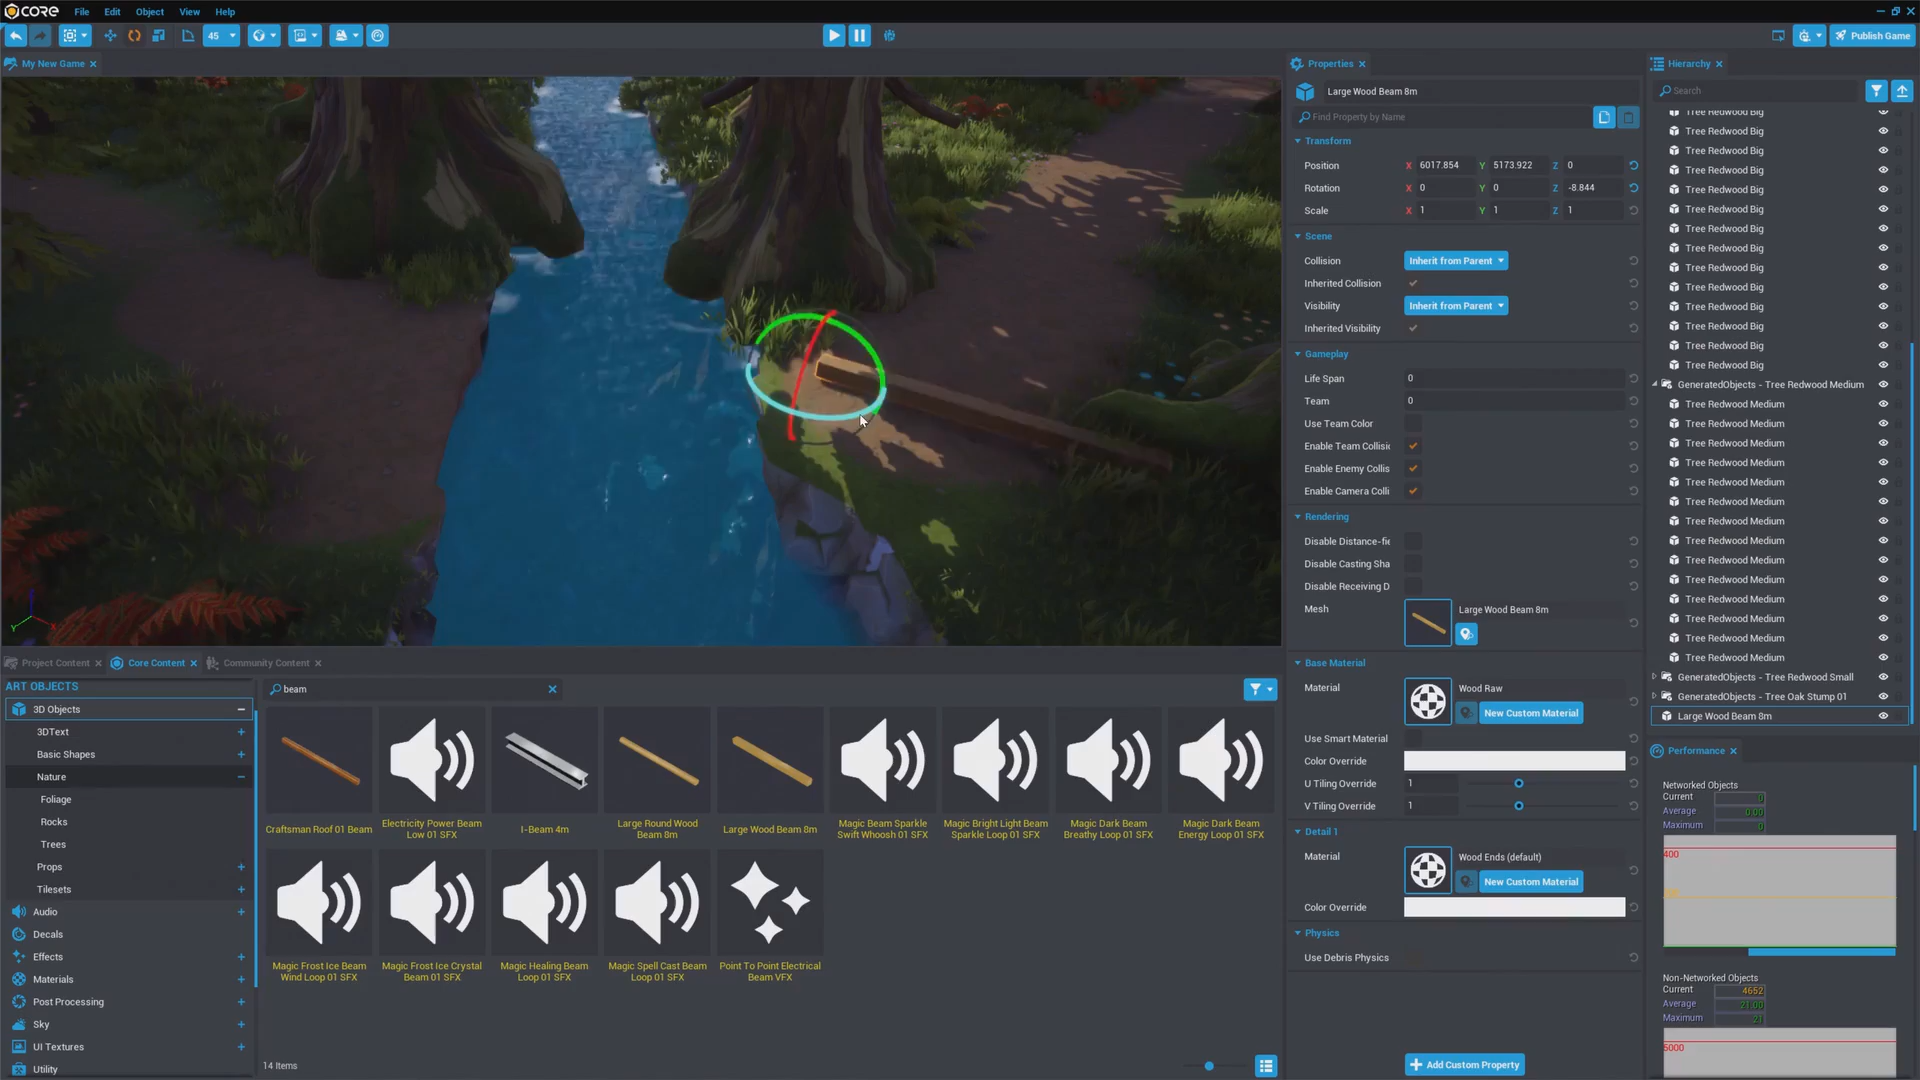 CORE File Edit Object View Help
45 Publish Game
My New Game
Properties
Large Wood Beam 8m
Find Property by Name
Transform
Position X 6017.854 Y 5173.922 Z 0
Rotation X 0 Y 0 Z -8.844
Scale X 1 Y 1 Z 1
Scene
Collision Inherit from Parent
Inherited Collision
Visibility Inherit from Parent
Inherited Visibility
Gameplay
Life Span 0
Team 0
Use Team Color
Enable Team Collisic
Enable Enemy Collis
Enable Camera Colli
Rendering
Disable Distance-fie
Disable Casting Sha
Disable Receiving D
Mesh Large Wood Beam 8m
Base Material
Material Wood Raw
New Custom Material
Use Smart Material
Color Override
U Tiling Override 1
V Tiling Override 1
Detail 1
Material Wood Ends (default)
New Custom Material
Color Override
Physics
Use Debris Physics
Add Custom Property
Hierarchy
Search
Tree Redwood Big
Tree Redwood Big
Tree Redwood Big
Tree Redwood Big
Tree Redwood Big
Tree Redwood Big
Tree Redwood Big
Tree Redwood Big
Tree Redwood Big
Tree Redwood Big
Tree Redwood Big
Tree Redwood Big
Tree Redwood Big
Tree Redwood Big
GeneratedObjects - Tree Redwood Medium
Tree Redwood Medium
Tree Redwood Medium
Tree Redwood Medium
Tree Redwood Medium
Tree Redwood Medium
Tree Redwood Medium
Tree Redwood Medium
Tree Redwood Medium
Tree Redwood Medium
Tree Redwood Medium
Tree Redwood Medium
Tree Redwood Medium
Tree Redwood Medium
Tree Redwood Medium
GeneratedObjects - Tree Redwood Small
GeneratedObjects - Tree Oak Stump 01
Large Wood Beam 8m
Performance
Networked Objects
Current 0
Average 0.00
Maximum 0
400
Non-Networked Objects
Current 4652
Average 21.00
Maximum 21
5000
Y X
Project Content Core Content Community Content
ART OBJECTS
3D Objects
3DText
Basic Shapes
Nature
Foliage
Rocks
Trees
Props
Tilesets
Audio
Decals
Effects
Materials
Post Processing
Sky
UI Textures
Utility
beam
Craftsman Roof 01 Beam
Electricity Power Beam
Low 01 SFX
I-Beam 4m
Large Round Wood
Beam 8m
Large Wood Beam 8m
Magic Beam Sparkle
Swift Whoosh 01 SFX
Magic Bright Light Beam
Sparkle Loop 01 SFX
Magic Dark Beam
Breathy Loop 01 SFX
Magic Dark Beam
Energy Loop 01 SFX
Magic Frost Ice Beam
Wind Loop 01 SFX
Magic Frost Ice Crystal
Beam 01 SFX
Magic Healing Beam
Loop 01 SFX
Magic Spell Cast Beam
Loop 01 SFX
Point To Point Electrical
Beam VFX
14 Items